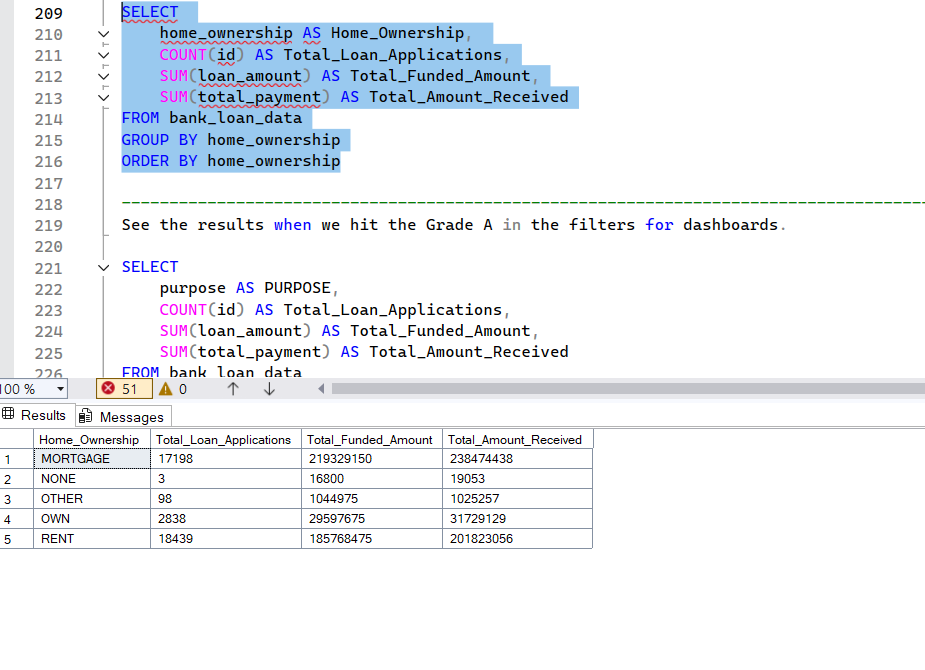 209 SELECT
210 home_ownership AS Home_Ownership,
211 COUNT(id) AS Total_Loan_Applications,
212 SUM(loan_amount) AS Total_Funded_Amount,
213 SUM(total_payment) AS Total_Amount_Received
214 FROM bank_loan_data
215 GROUP BY home_ownership
216 ORDER BY home_ownership
217
218 --------------------------------------------------------------------------------
219 See the results when we hit the Grade A in the filters for dashboards.
220
221 SELECT
222 purpose AS PURPOSE,
223 COUNT(id) AS Total_Loan_Applications,
224 SUM(loan_amount) AS Total_Funded_Amount,
225 SUM(total_payment) AS Total_Amount_Received
226 FROM bank_loan_data
100 % 51 0
Results Messages
Home_Ownership Total_Loan_Applications Total_Funded_Amount Total_Amount_Received
1 MORTGAGE 17198 219329150 238474438
2 NONE 3 16800 19053
3 OTHER 98 1044975 1025257
4 OWN 2838 29597675 31729129
5 RENT 18439 185768475 201823056